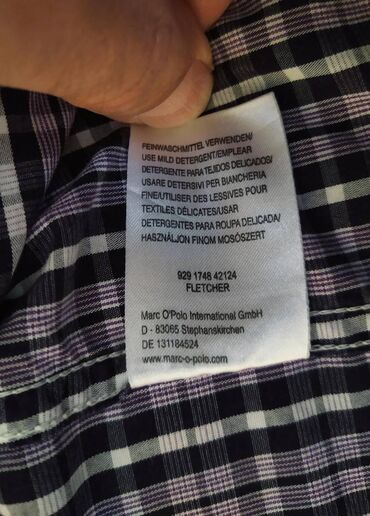 FEINWASCHMITTEL VERWENDEN/
USE MILD DETERGENT/EMPLEAR
DETERGENTE PARA TEJIDOS DELICADOS/
USARE DETERSIVI PER BIANCHERIA
FINE/UTILISER DES LESSIVES POUR
TEXTILES DÉLICATES/USAR
DETERGENTES PARA ROUPA DELICADA/
HASZNÁLJON FINOM MOSÓSZERT
929 1748 42124
FLETCHER
Marc O'Polo International GmbH
D - 83065 Stephanskirchen
DE 131184524
www.marc-o-polo.com